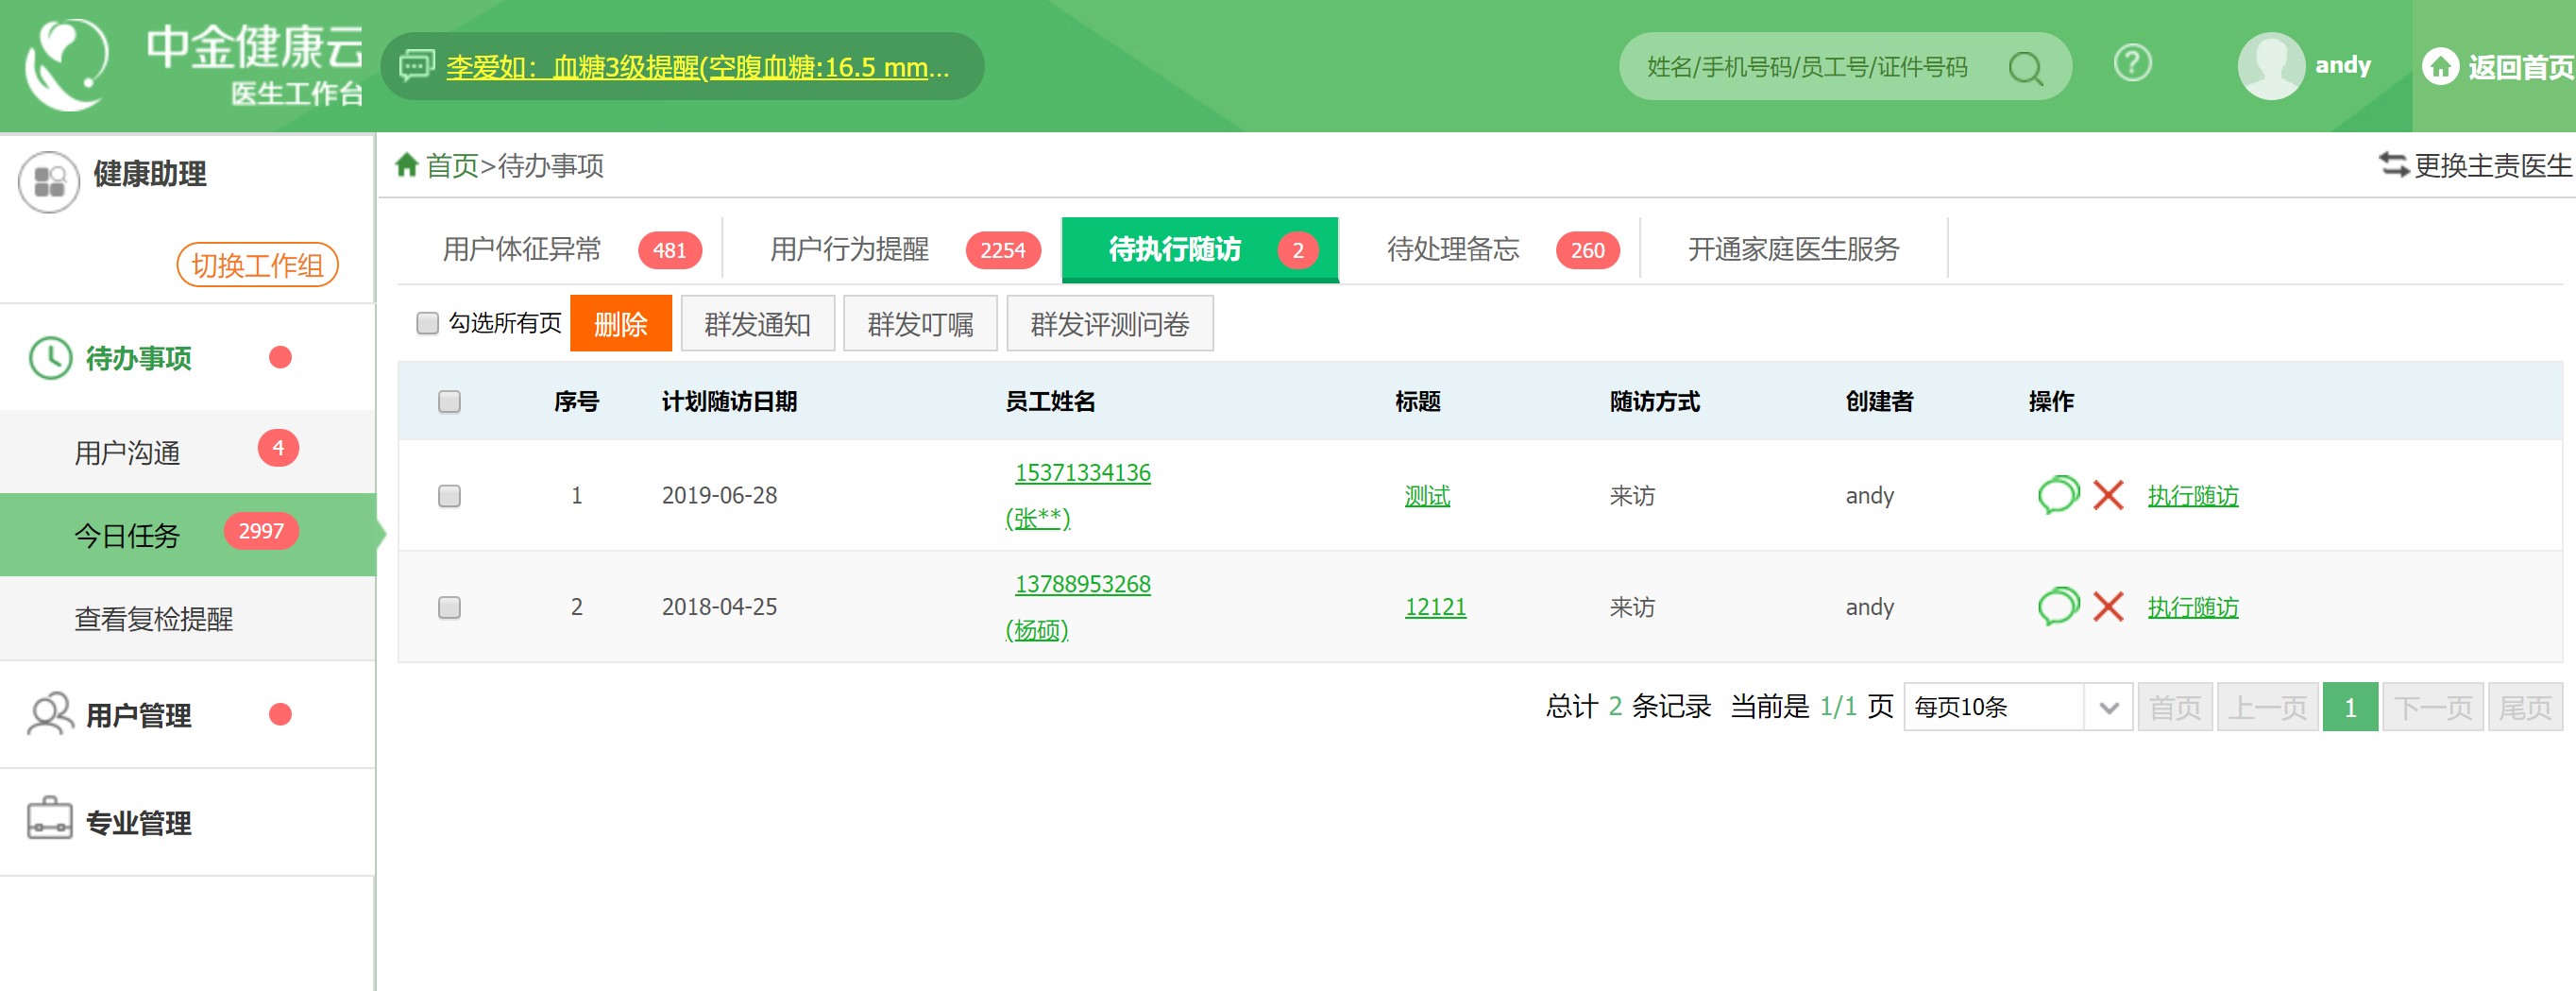 中金健康云
医生工作台
李爱如：血糖3级提醒(空腹血糖:16.5 mm...
姓名/手机号码/员工号/证件号码
?
andy
返回首页
健康助理
切换工作组
待办事项
用户沟通 4
今日任务 2997
查看复检提醒
用户管理
专业管理
首页>待办事项
更换主责医生
用户体征异常 481
用户行为提醒 2254
待执行随访 2
待处理备忘 260
开通家庭医生服务
勾选所有页 删除 群发通知 群发叮嘱 群发评测问卷
序号 计划随访日期 员工姓名 标题 随访方式 创建者 操作
1 2019-06-28 15371334136 测试 来访 andy 执行随访
(张**)
2 2018-04-25 13788953268 12121 来访 andy 执行随访
(杨硕)
总计 2 条记录 当前是 1/1 页 每页10条 首页 上一页 1 下一页 尾页